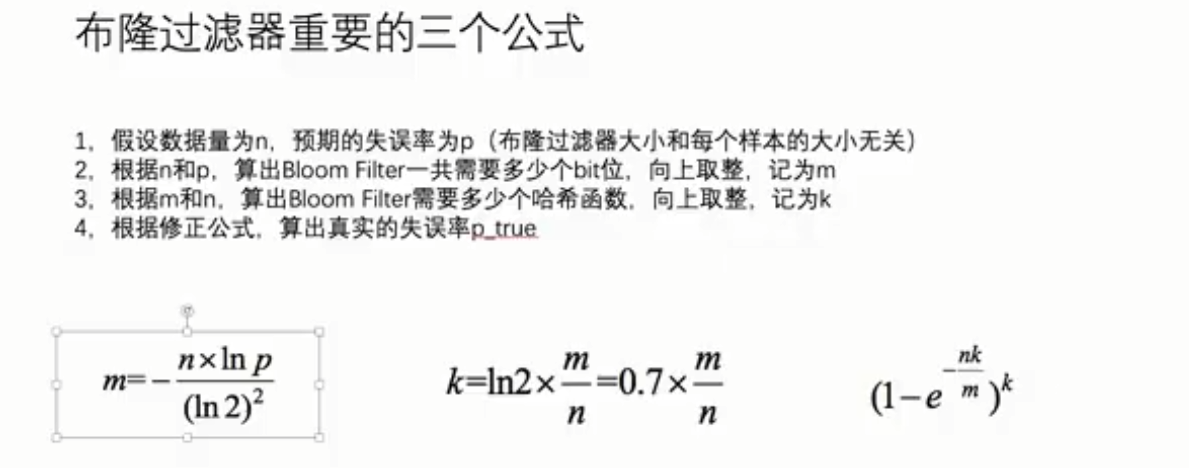 布隆过滤器重要的三个公式
1，假设数据量为n，预期的失误率为p（布隆过滤器大小和每个样本的大小无关）
2，根据n和p，算出Bloom Filter一共需要多少个bit位，向上取整，记为m
3，根据m和n，算出Bloom Filter需要多少个哈希函数，向上取整，记为k
4，根据修正公式，算出真实的失误率p_true
m=-\frac{n×ln p}{(ln 2)^2}
k=ln2×\frac{m}{n}=0.7×\frac{m}{n}
(1-e^{-\frac{nk}{m}})^k